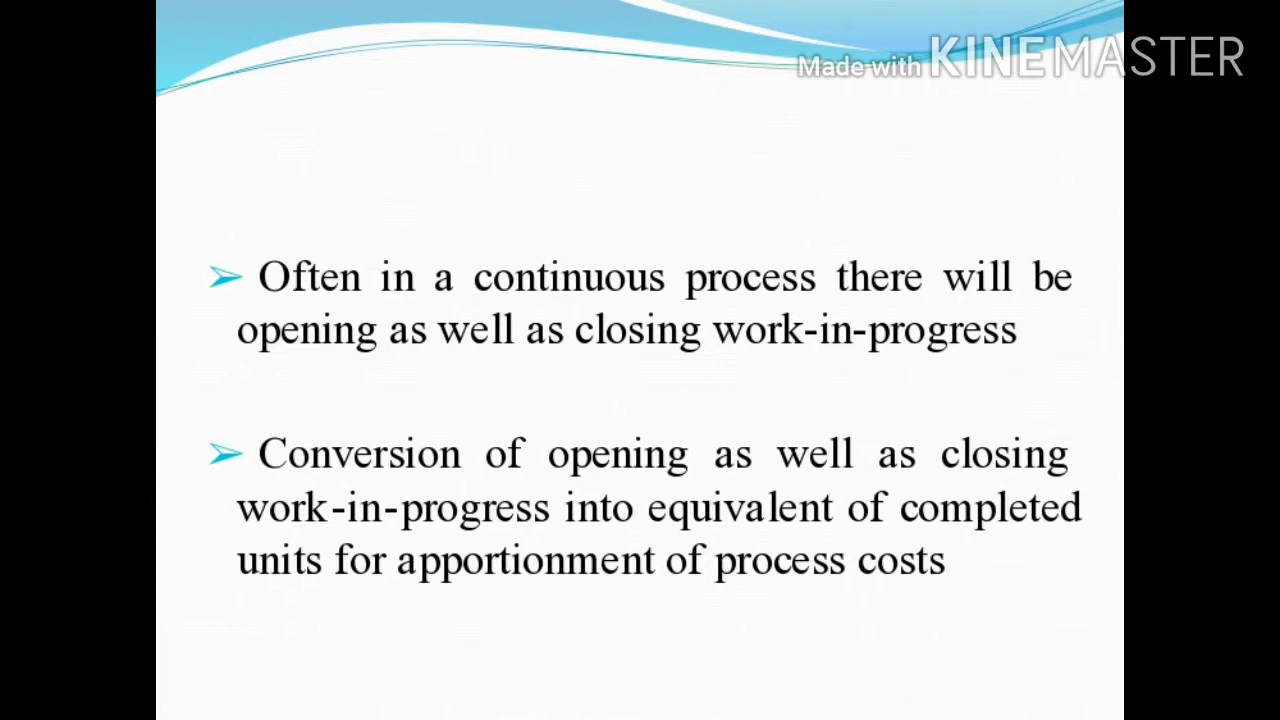 Made with KINEMASTER
➢ Often in a continuous process there will be
opening as well as closing work-in-progress
➢ Conversion of opening as well as closing
work-in-progress into equivalent of completed
units for apportionment of process costs